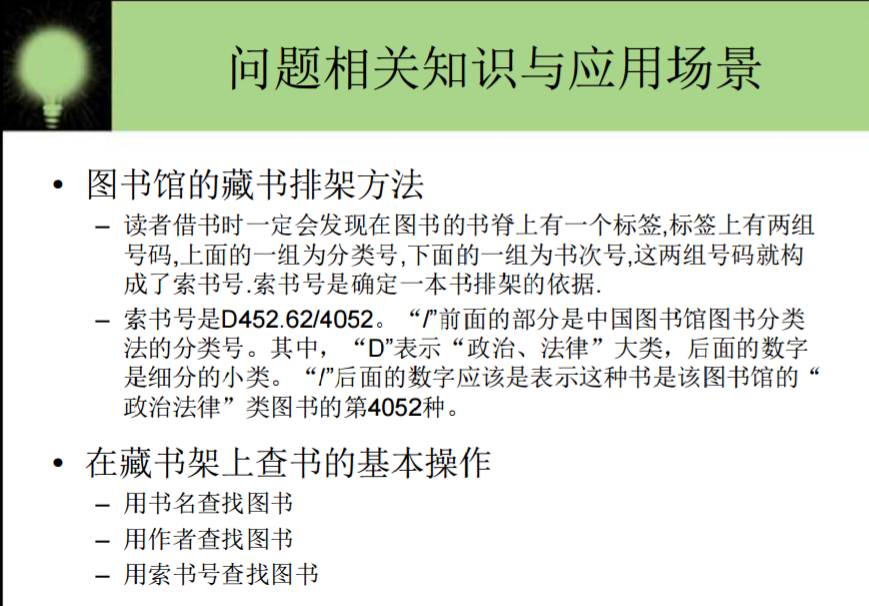 问题相关知识与应用场景
• 图书馆的藏书排架方法
– 读者借书时一定会发现在图书的书脊上有一个标签,标签上有两组
号码,上面的一组为分类号,下面的一组为书次号,这两组号码就构
成了索书号.索书号是确定一本书排架的依据.
– 索书号是D452.62/4052。“/”前面的部分是中国图书馆图书分类
法的分类号。其中，“D”表示“政治、法律”大类，后面的数字
是细分的小类。“/”后面的数字应该是表示这种书是该图书馆的“
政治法律”类图书的第4052种。
• 在藏书架上查书的基本操作
– 用书名查找图书
– 用作者查找图书
– 用索书号查找图书